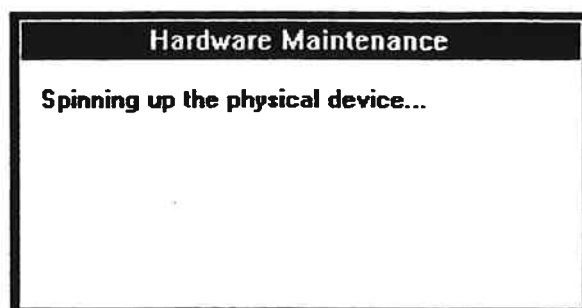 Hardware Maintenance
Spinning up the physical device...